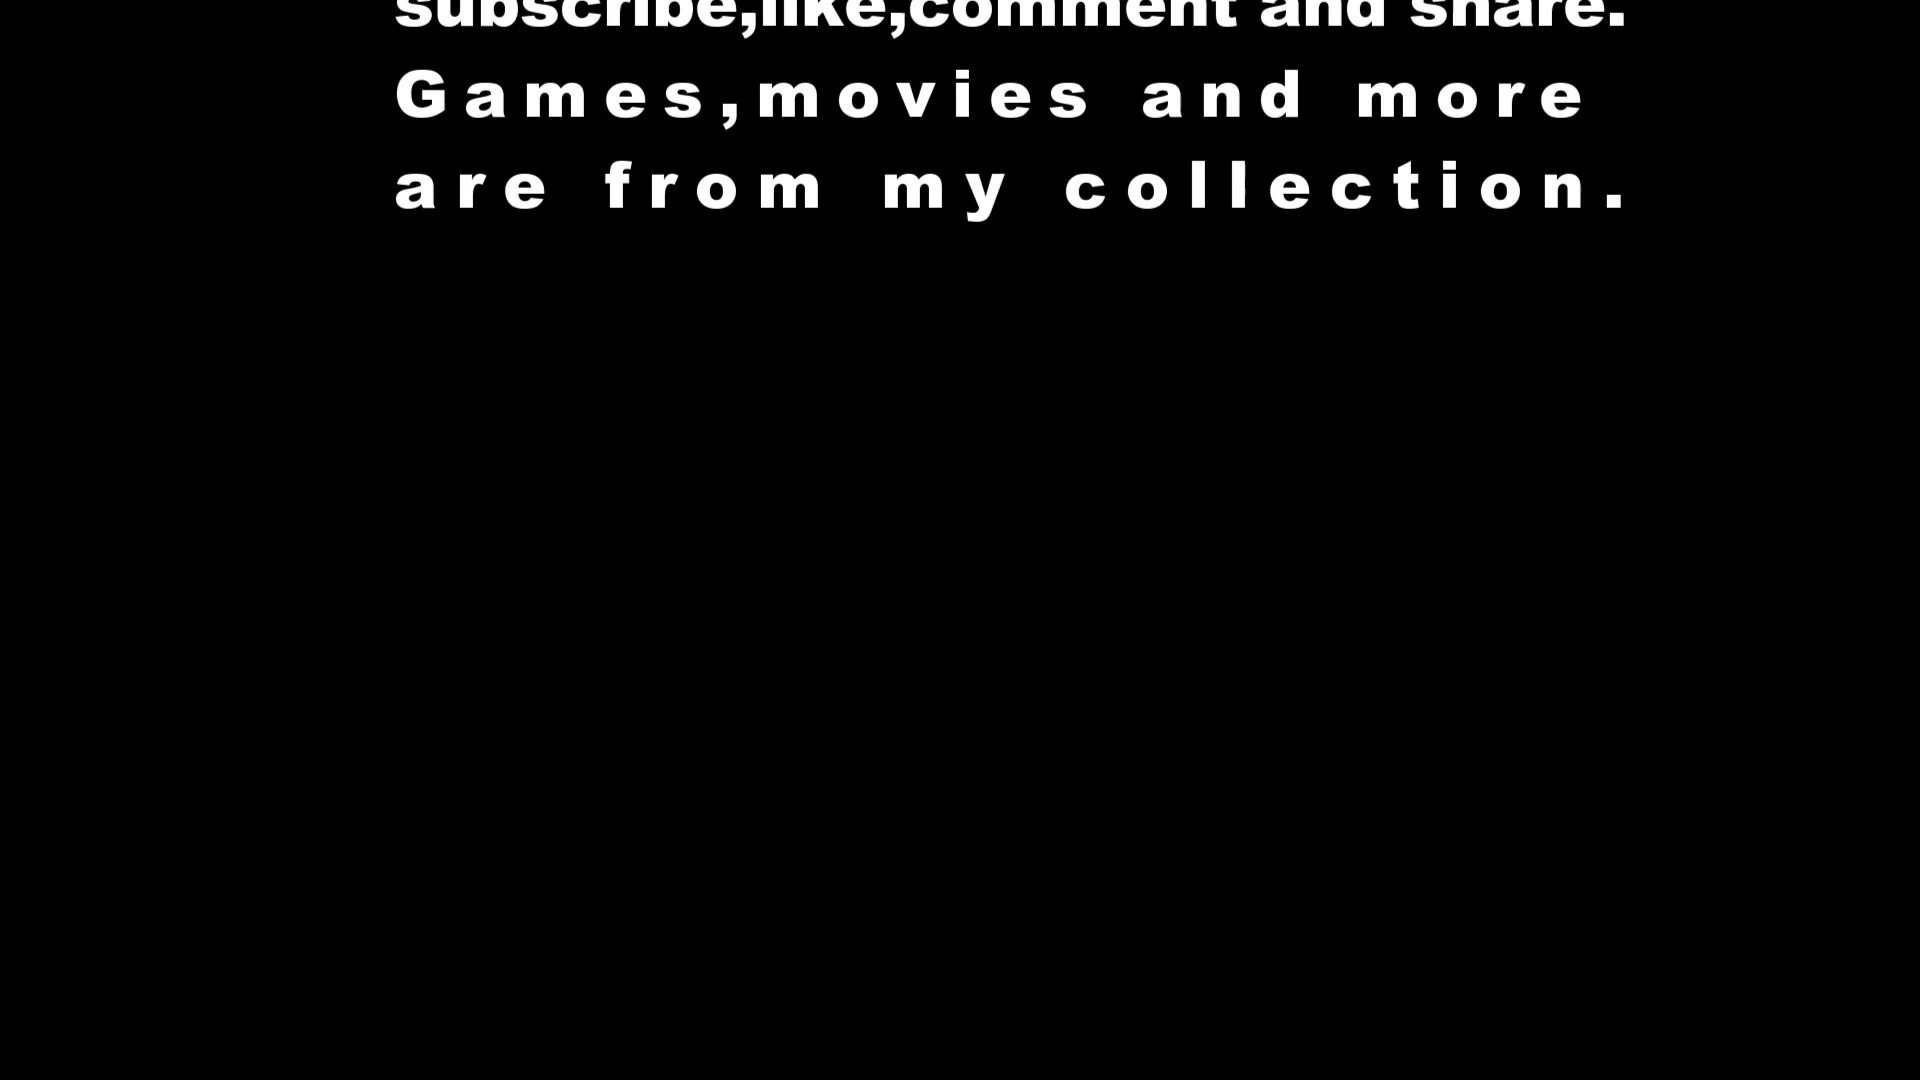 subscribe,like,comment and share.
Games,movies and more
are from my collection.